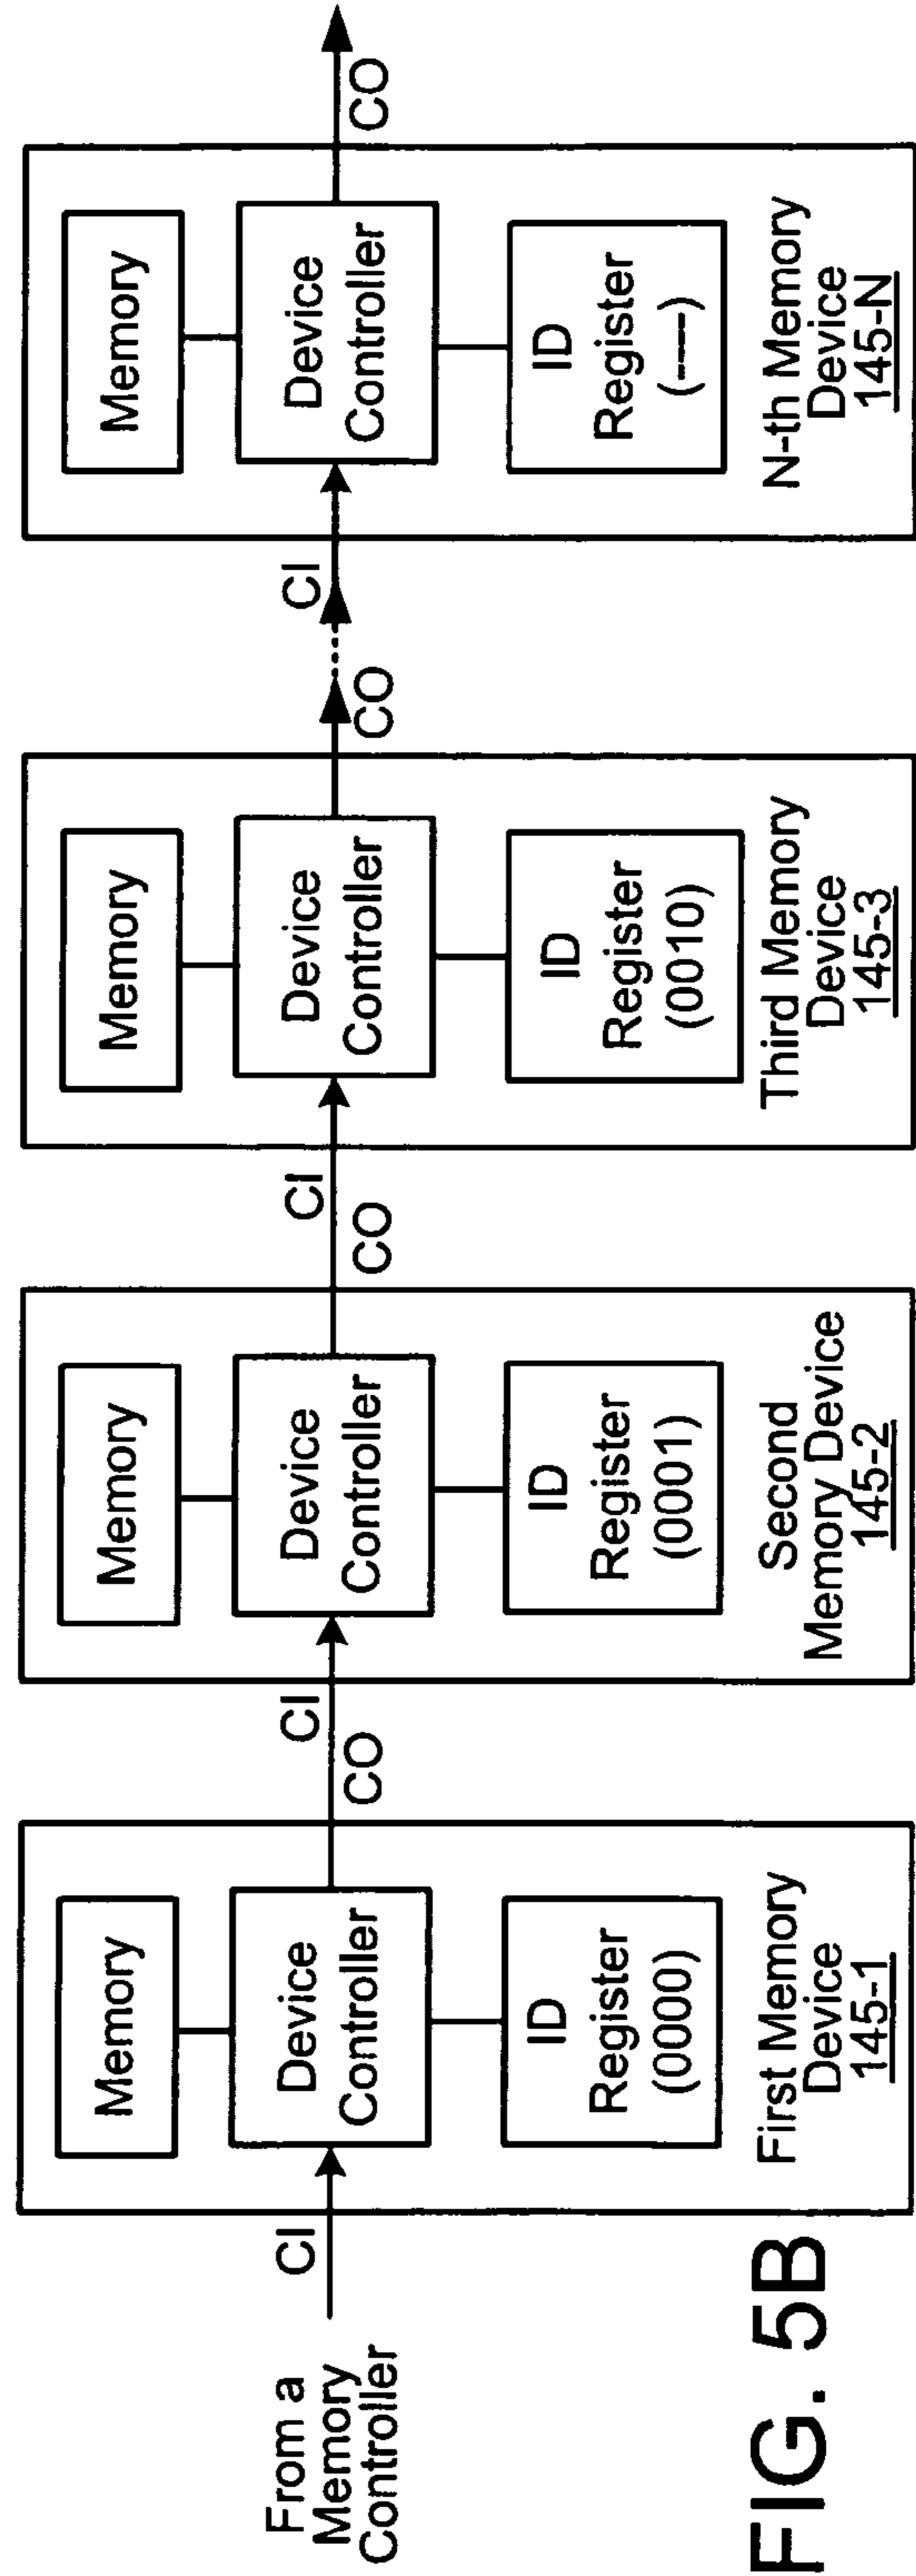 From a
Memory
Controller
CI
Memory
Device
Controller
ID
Register
(0000)
First Memory
Device
145-1
CO
CI
Memory
Device
Controller
ID
Register
(0001)
Second
Memory Device
145-2
CO
CI
Memory
Device
Controller
ID
Register
(0010)
Third Memory
Device
145-3
CO
CI
Memory
Device
Controller
ID
Register
(----)
N-th Memory
Device
145-N
CO
FIG. 5B